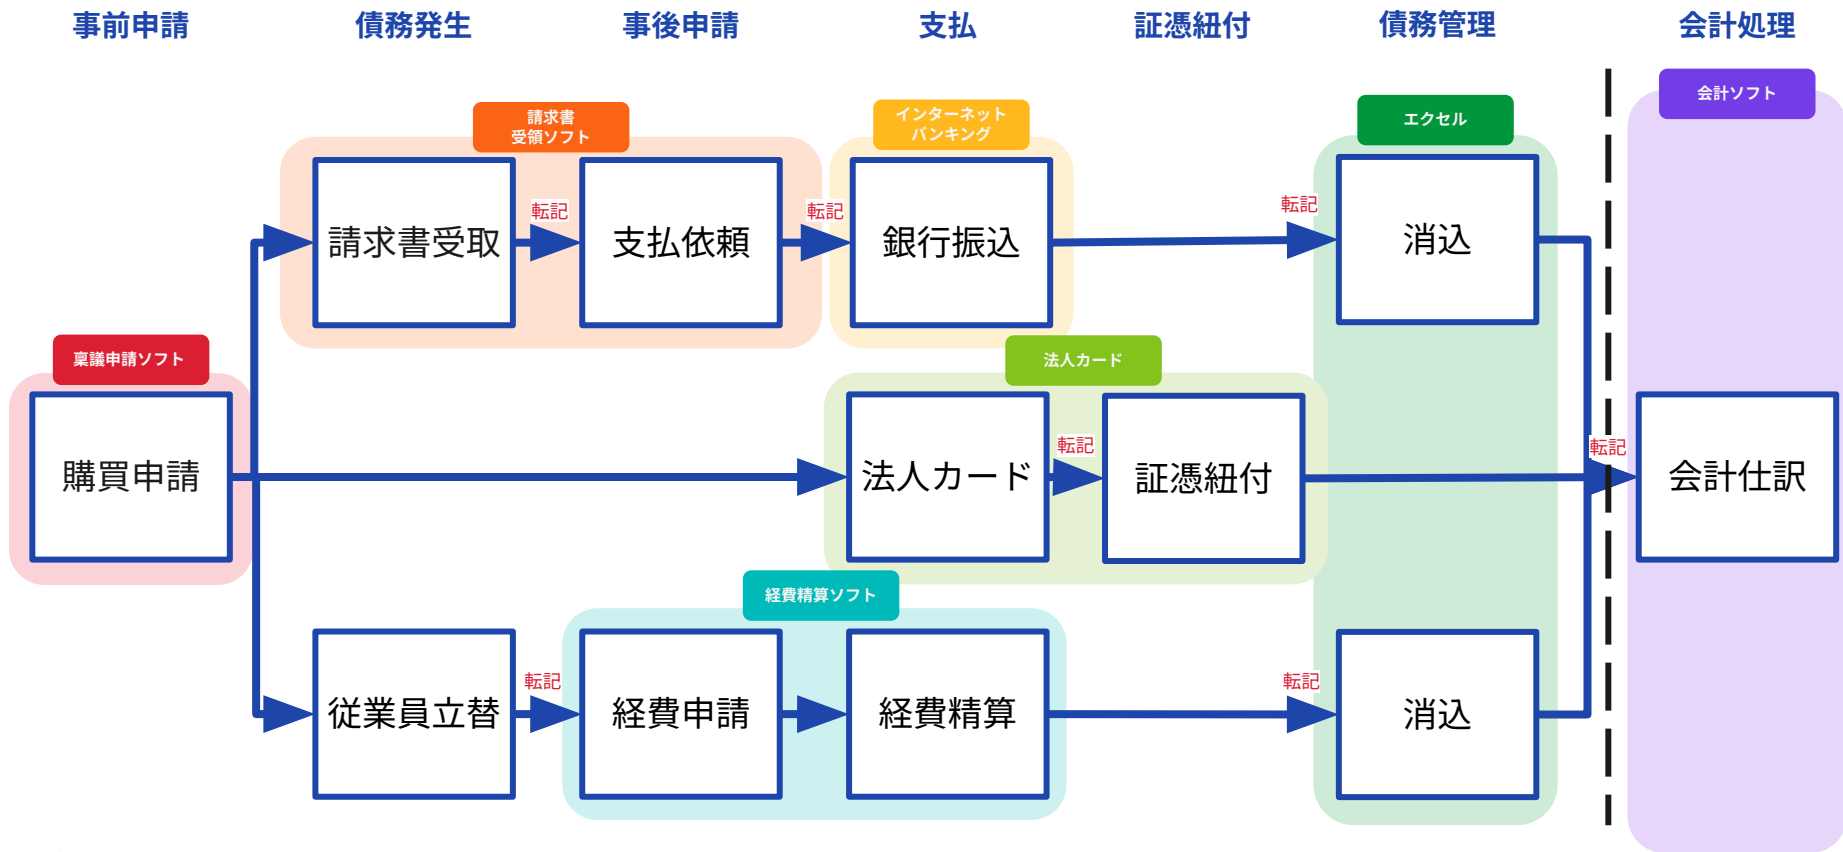 事前申請
債務発生
事後申請
支払
証憑紐付
債務管理
会計処理
会計ソフト
請求書
受領ソフト
インターネット
バンキング
エクセル
請求書受取
転記
支払依頼
転記
銀行振込
転記
消込
稟議申請ソフト
法人カード
購買申請
法人カード
転記
証憑紐付
転記
会計仕訳
経費精算ソフト
従業員立替
転記
経費申請
経費精算
転記
消込